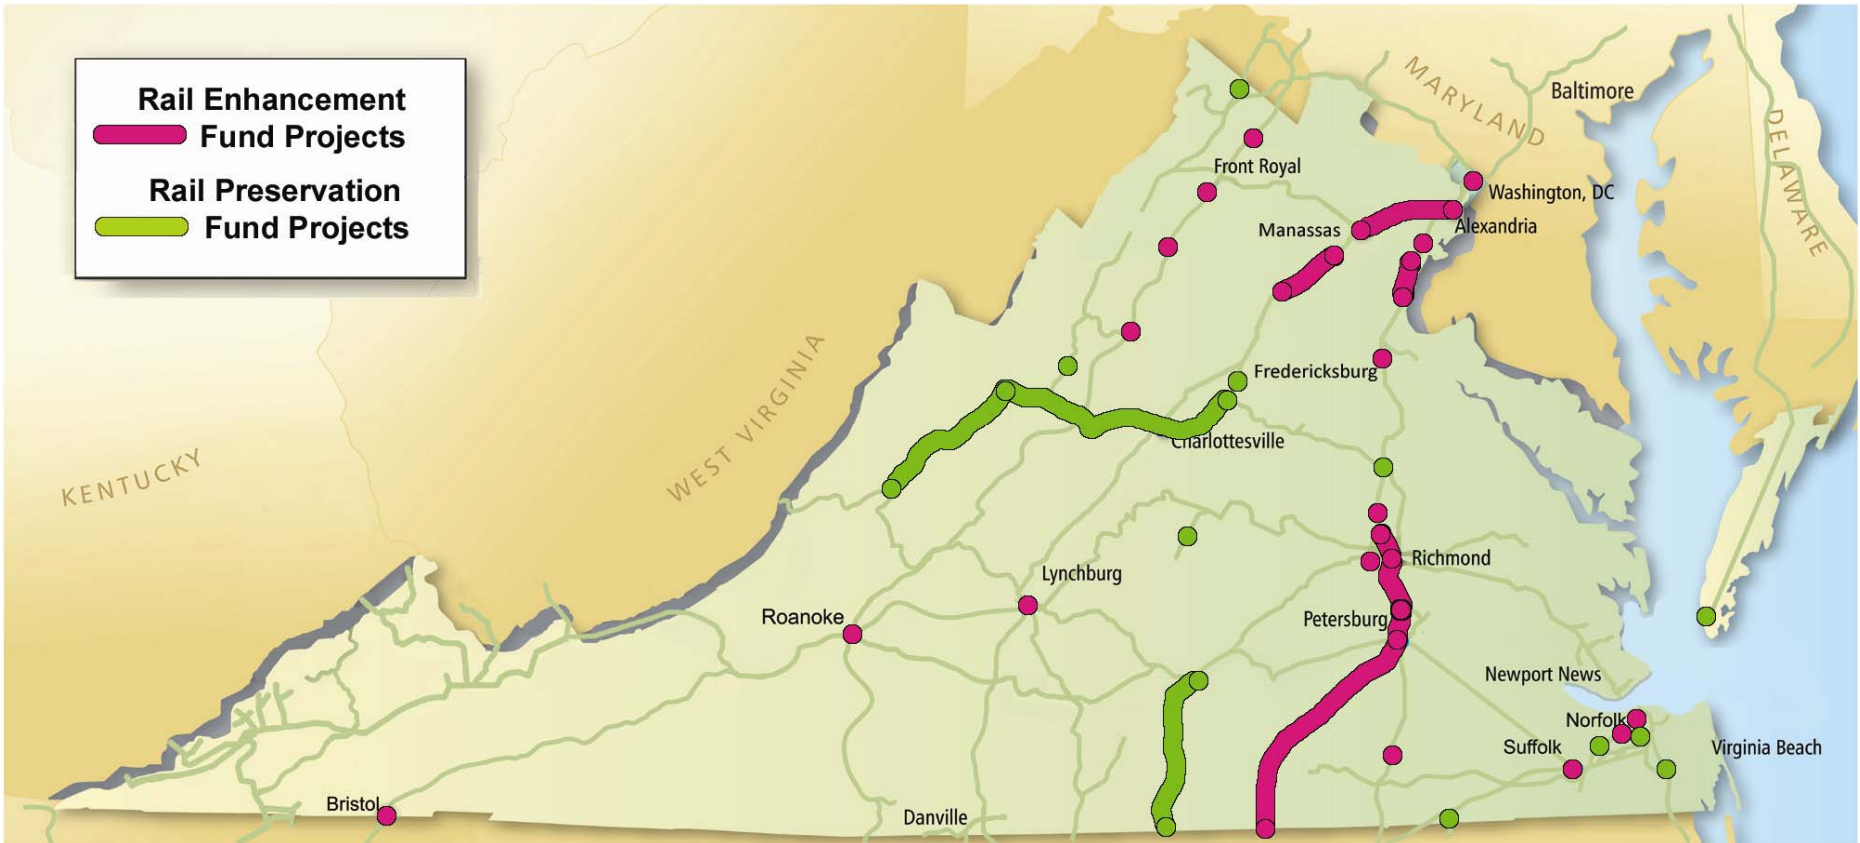 Rail Enhancement
Fund Projects
Rail Preservation
Fund Projects
MARYLAND
Baltimore
DELAWARE
Front Royal
Washington, DC
Manassas
Alexandria
WEST VIRGINIA
Fredericksburg
Charlottesville
KENTUCKY
Richmond
Lynchburg
Roanoke
Petersburg
Newport News
Norfolk
Suffolk
Virginia Beach
Bristol
Danville